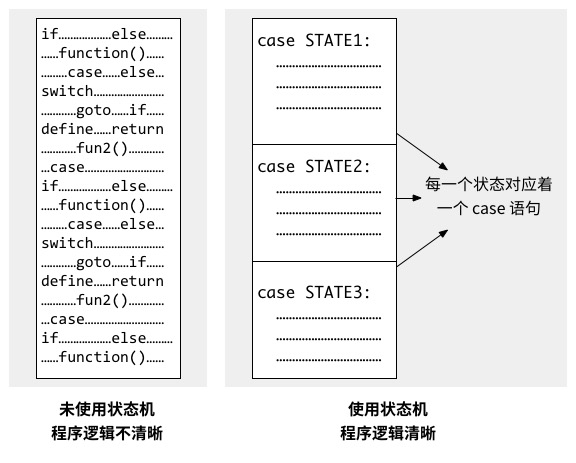 if………………else………
……function()……
………case……else…
switch……………………
…………goto……if……
define……return
…………fun2()…………
…case………………………
if………………else………
……function()……
………case……else…
switch……………………
…………goto……if……
define……return
…………fun2()…………
…case………………………
if………………else………
……function()……
未使用状态机
程序逻辑不清晰
case STATE1:
…………………………………
…………………………………
…………………………………
case STATE2:
…………………………………
…………………………………
…………………………………
case STATE3:
…………………………………
…………………………………
…………………………………
每一个状态对应着
一个 case 语句
使用状态机
程序逻辑清晰